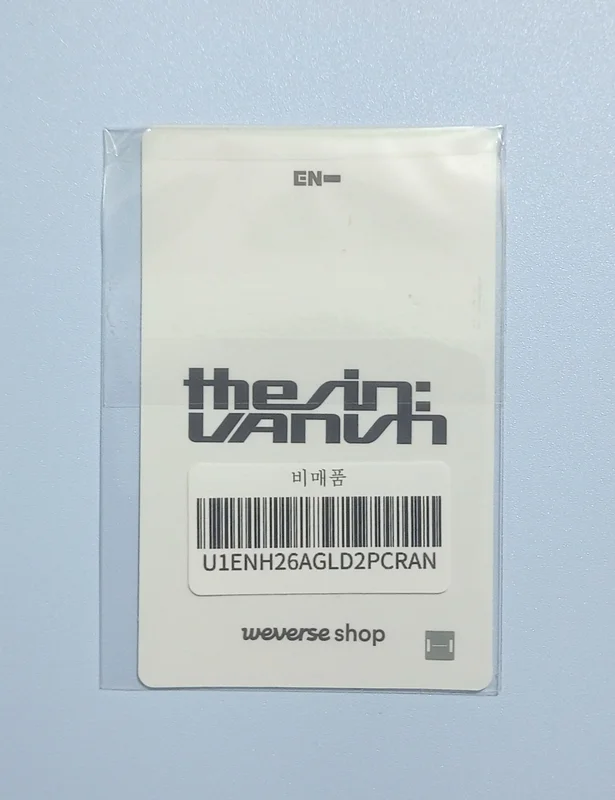 EN-
the sin:
vanish
비매품
U1ENH26AGLD2PCRAN
weverse shop